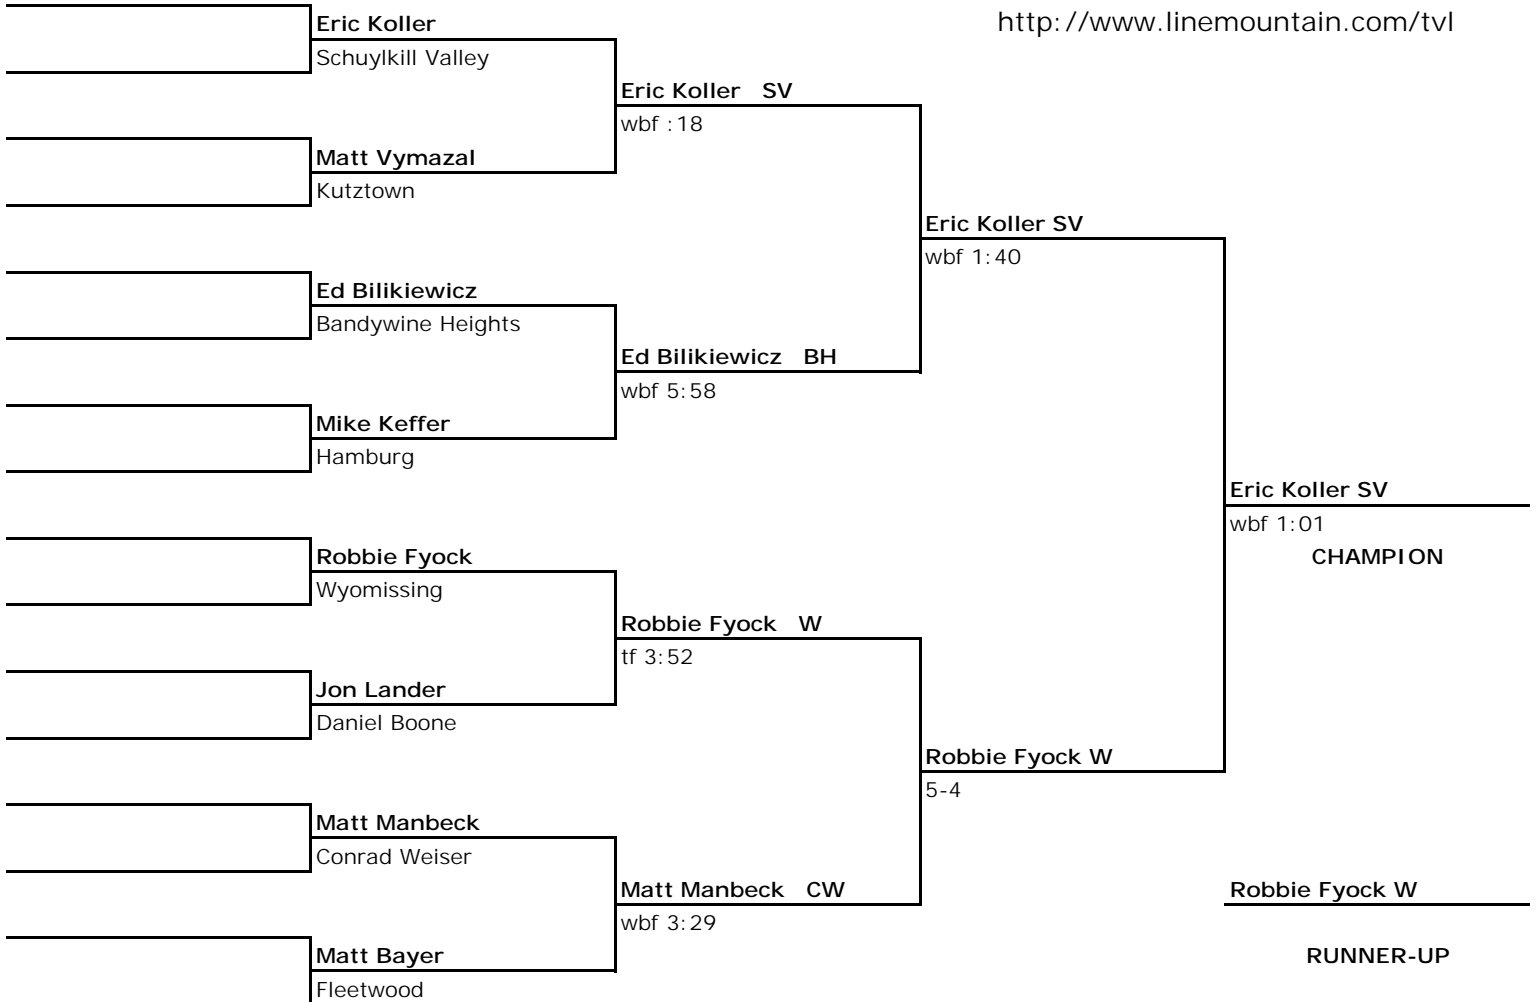 http://www.linemountain.com/tvl
Eric Koller
Schuylkill Valley
Eric Koller SV
wbf :18
Matt Vymazal
Kutztown
Eric Koller SV
wbf 1:40
Ed Bilikiewicz
Bandywine Heights
Ed Bilikiewicz BH
wbf 5:58
Mike Keffer
Hamburg
Eric Koller SV
wbf 1:01
CHAMPION
Robbie Fyock
Wyomissing
Robbie Fyock W
tf 3:52
Jon Lander
Daniel Boone
Robbie Fyock W
5-4
Matt Manbeck
Conrad Weiser
Matt Manbeck CW
wbf 3:29
Robbie Fyock W
RUNNER-UP
Matt Bayer
Fleetwood